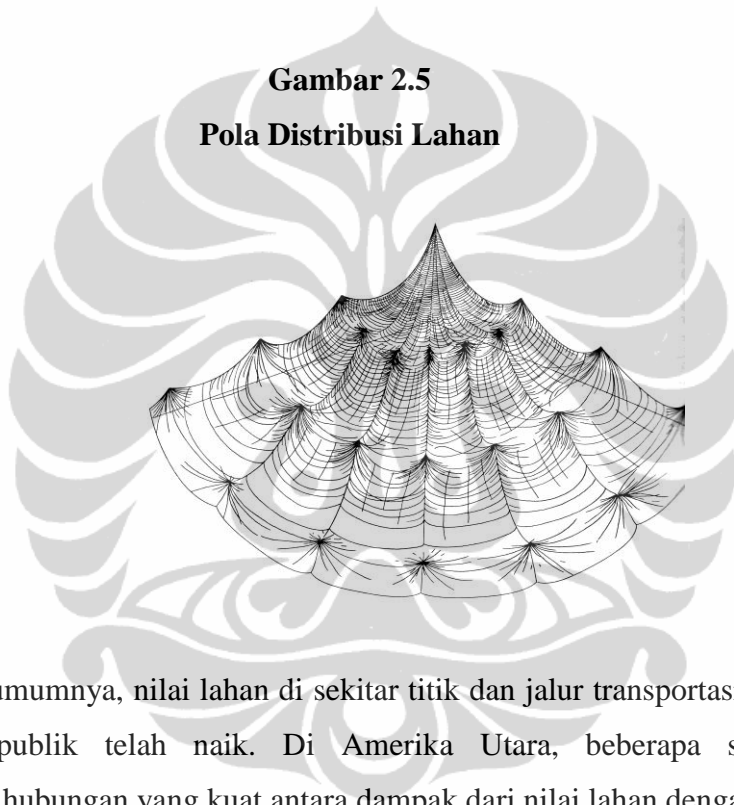 Gambar 2.5
Pola Distribusi Lahan
umumnya, nilai lahan di sekitar titik dan jalur transportasi
publik telah naik. Di Amerika Utara, beberapa s
hubungan yang kuat antara dampak dari nilai lahan denga